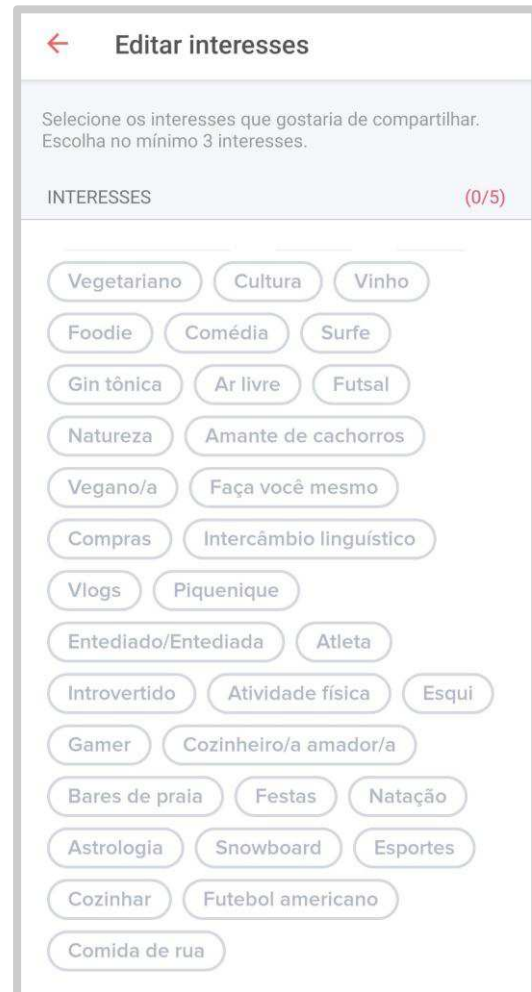 Editar interesses
Selecione os interesses que gostaria de compartilhar.
Escolha no mínimo 3 interesses.
INTERESSES (0/5)
Vegetariano Cultura Vinho
Foodie Comédia Surfe
Gin tônica Ar livre Futsal
Natureza Amante de cachorros
Vegano/a Faça você mesmo
Compras Intercâmbio linguístico
Vlogs Piquenique
Entediado/Entediada Atleta
Introvertido Atividade física Esqui
Gamer Cozinheiro/a amador/a
Bares de praia Festas Natação
Astrologia Snowboard Esportes
Cozinhar Futebol americano
Comida de rua